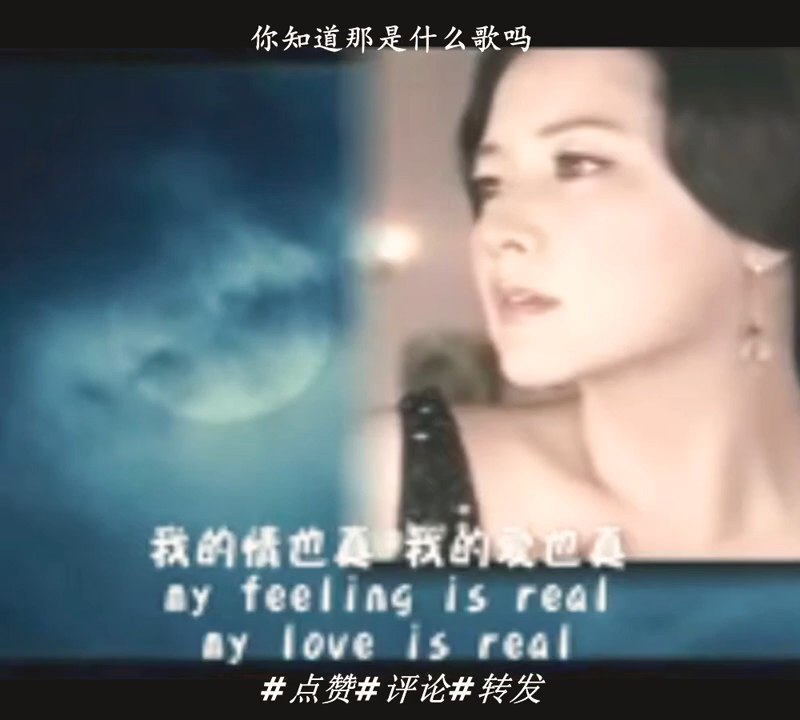 你知道那是什么歌吗
我的情也真 我的爱也真
my feeling is real
my love is real
#点赞#评论#转发